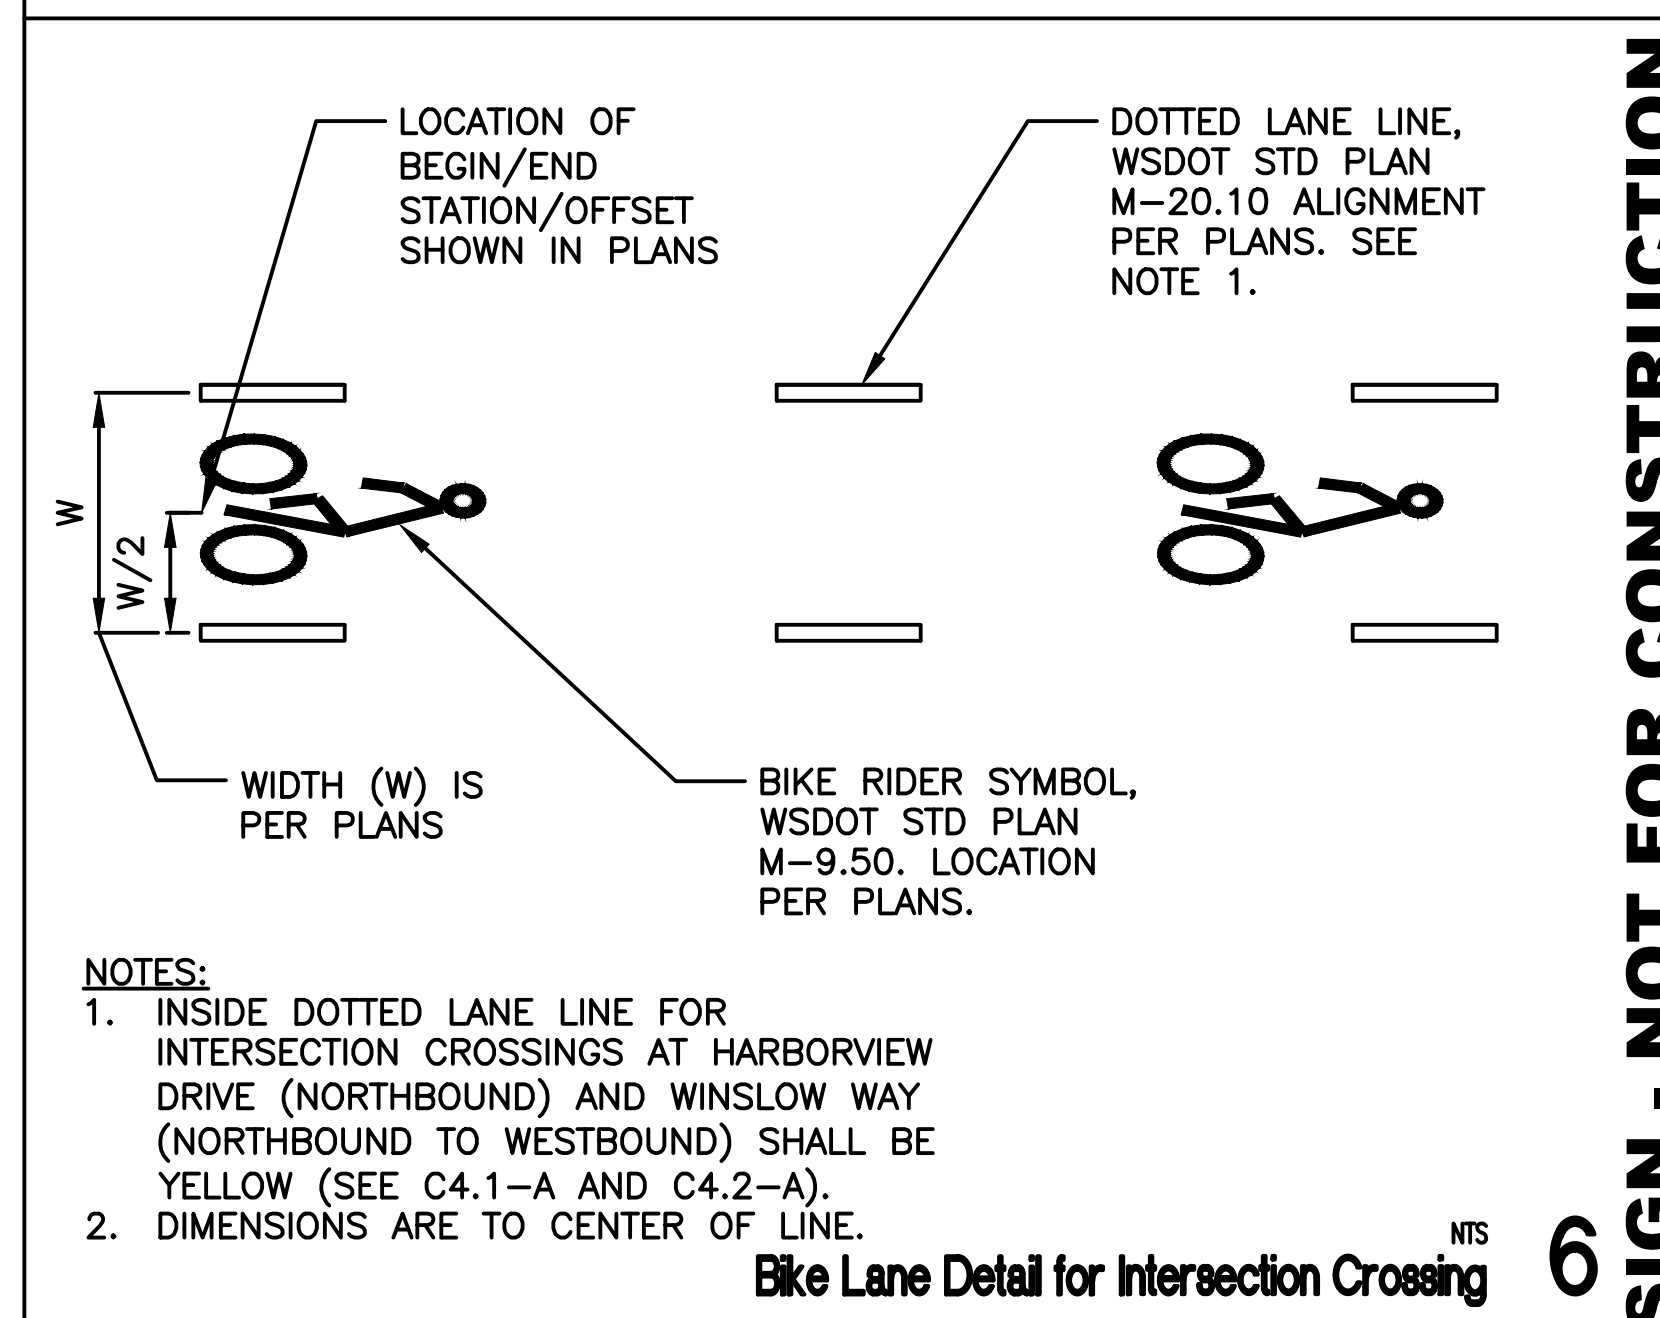 LOCATION OF
BEGIN/END
STATION/OFFSET
SHOWN IN PLANS
DOTTED LANE LINE,
WSDOT STD PLAN
M-20.10 ALIGNMENT
PER PLANS. SEE
NOTE 1.
W
W/2
WIDTH (W) IS
PER PLANS
BIKE RIDER SYMBOL,
WSDOT STD PLAN
M-9.50. LOCATION
PER PLANS.
NOTES:
1. INSIDE DOTTED LANE LINE FOR
INTERSECTION CROSSINGS AT HARBORVIEW
DRIVE (NORTHBOUND) AND WINSLOW WAY
(NORTHBOUND TO WESTBOUND) SHALL BE
YELLOW (SEE C4.1-A AND C4.2-A).
2. DIMENSIONS ARE TO CENTER OF LINE.
NTS
Bike Lane Detail for Intersection Crossing
6
SIGN - NOT FOR CONSTRUCTION